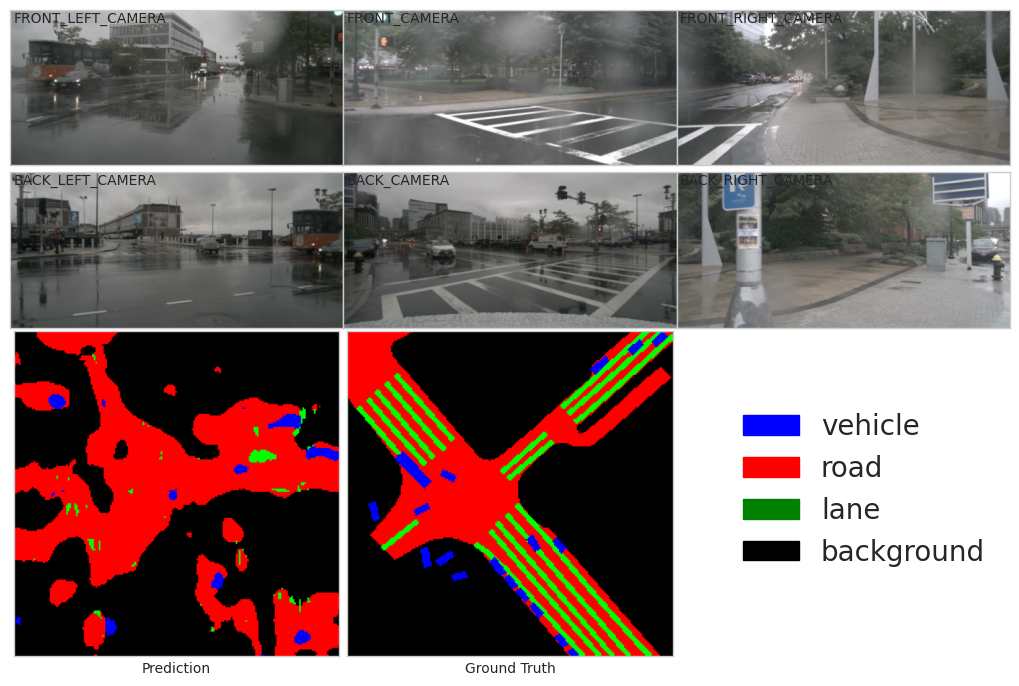 FRONT_LEFT_CAMERA
FRONT_CAMERA
FRONT_RIGHT_CAMERA
BACK_LEFT_CAMERA
BACK_CAMERA
BACK_RIGHT_CAMERA
vehicle
road
lane
background
Prediction
Ground Truth